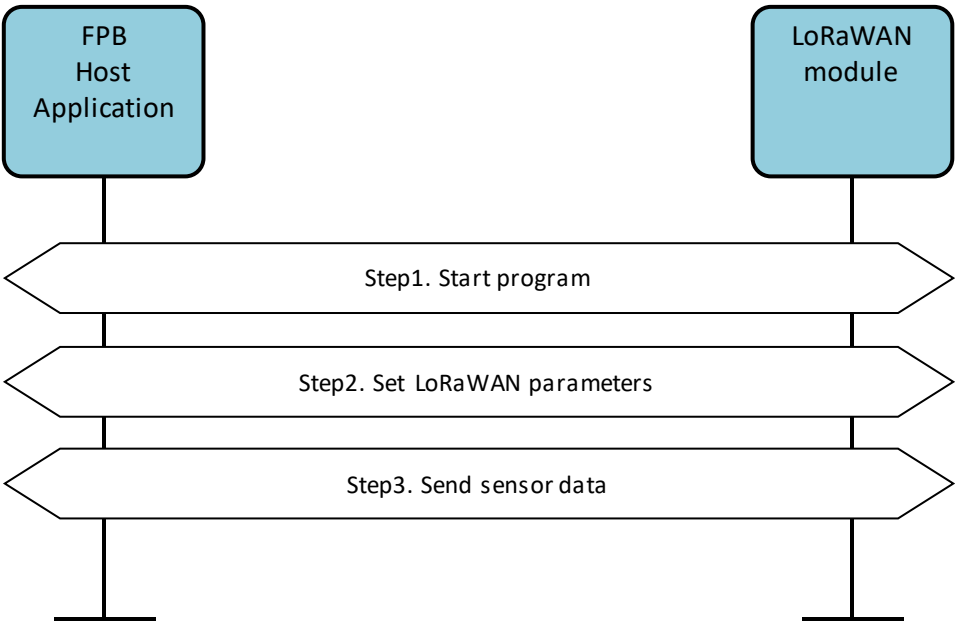 FPB
Host
Application
LoRaWAN
module
Step1. Start program
Step2. Set LoRaWAN parameters
Step3. Send sensor data